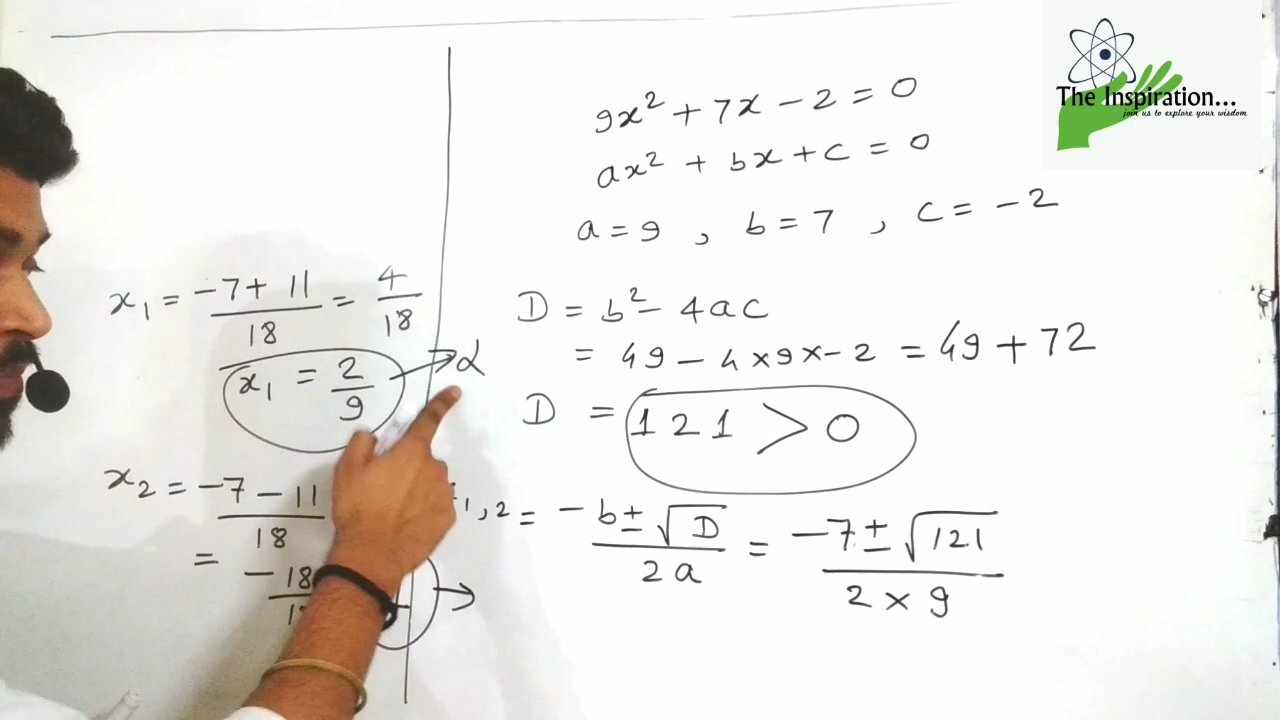 The Inspiration...
join us to explore your wisdom
9x² + 7x - 2 = 0
ax² + bx + c = 0
a = 9 , b = 7 , c = -2
D = b² - 4ac
= 49 - 4 x 9 x -2 = 49 + 72
D = 121 > 0
1,2 = -b ± √D / 2a = -7 ± √121 / 2 x 9
x₁ = -7 + 11 / 18 = 4 / 18
x₁ = 2 / 9 → α
x₂ = -7 - 11 / 18
= -18 /